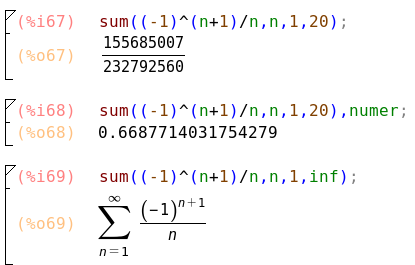 (%i67) sum((-1)^(n+1)/n,n,1,20);
(%o67) 155685007
232792560
(%i68) sum((-1)^(n+1)/n,n,1,20),numer;
(%o68) 0.6687714031754279
(%i69) sum((-1)^(n+1)/n,n,1,inf);
∞
(%o69) ∑ (−1)ⁿ⁺¹
n
n=1